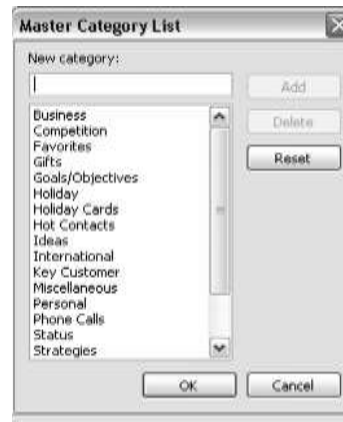 Master Category List
New category:
Add
Business
Competition
Favorites
Gifts
Goals/Objectives
Holiday
Holiday Cards
Hot Contacts
Ideas
International
Key Customer
Miscellaneous
Personal
Phone Calls
Status
Strategies
Delete
Reset
OK
Cancel